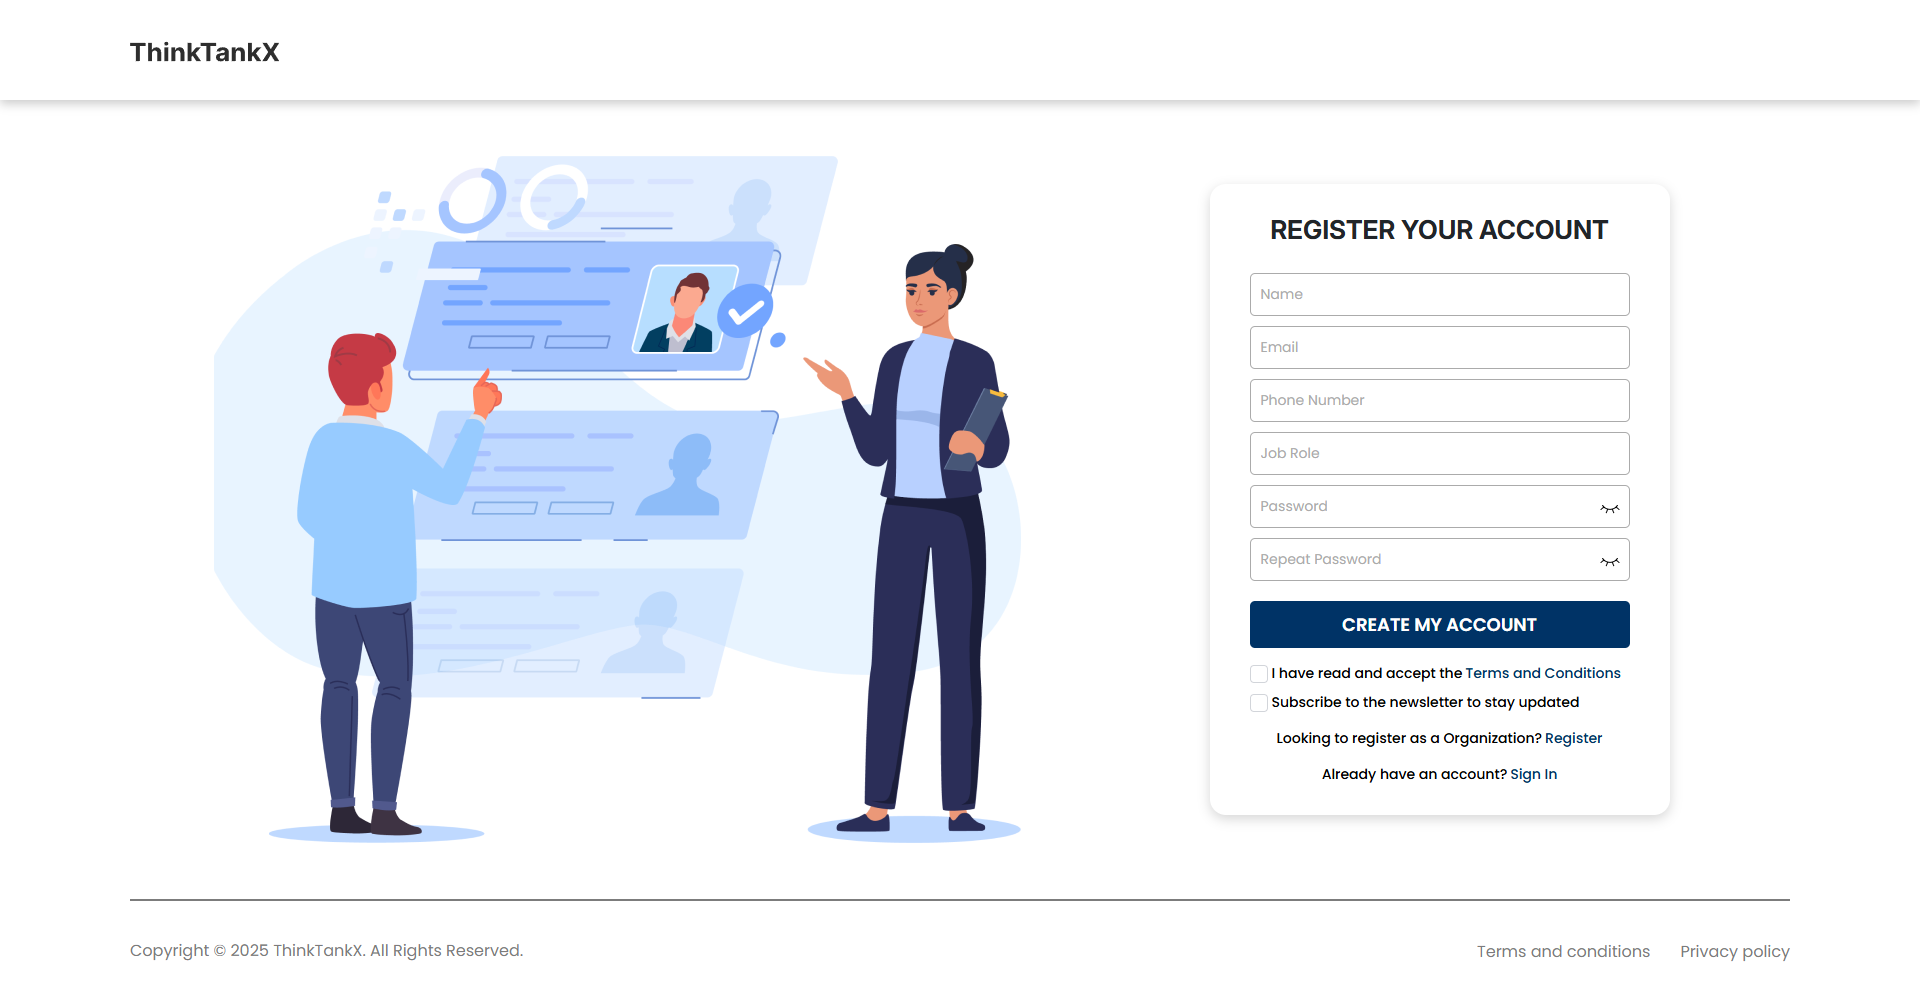 ThinkTankX
REGISTER YOUR ACCOUNT
Name
Email
Phone Number
Job Role
Password
Repeat Password
CREATE MY ACCOUNT
I have read and accept the Terms and Conditions
Subscribe to the newsletter to stay updated
Looking to register as a Organization? Register
Already have an account? Sign In
Copyright © 2025 ThinkTankX. All Rights Reserved.
Terms and conditions
Privacy policy